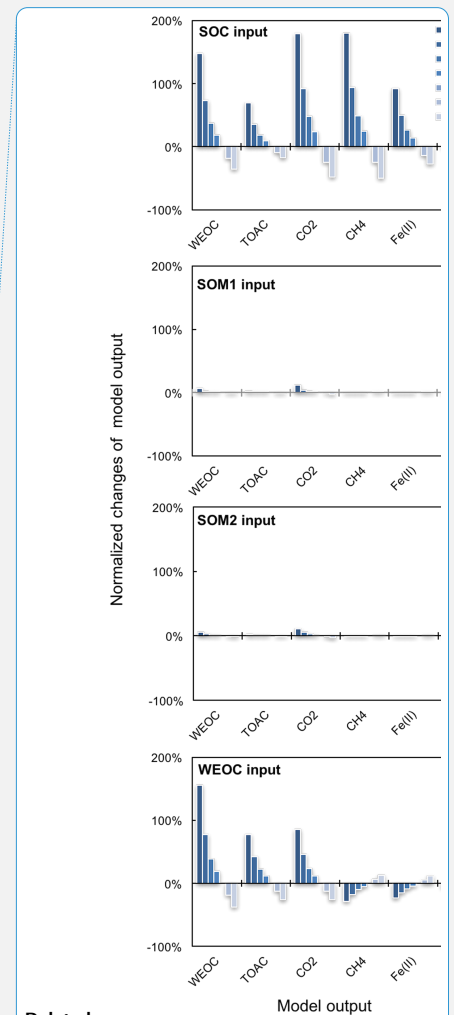 200%
SOC input
100%
0%
-100%
WEOC
TOAC
CO2
CH4
Fe(II)
200%
SOM1 input
100%
0%
-100%
WEOC
TOAC
CO2
CH4
Fe(II)
Normalized changes of model output
200%
SOM2 input
100%
0%
-100%
WEOC
TOAC
CO2
CH4
Fe(II)
200%
WEOC input
100%
0%
-100%
WEOC
TOAC
CO2
CH4
Fe(II)
Model output